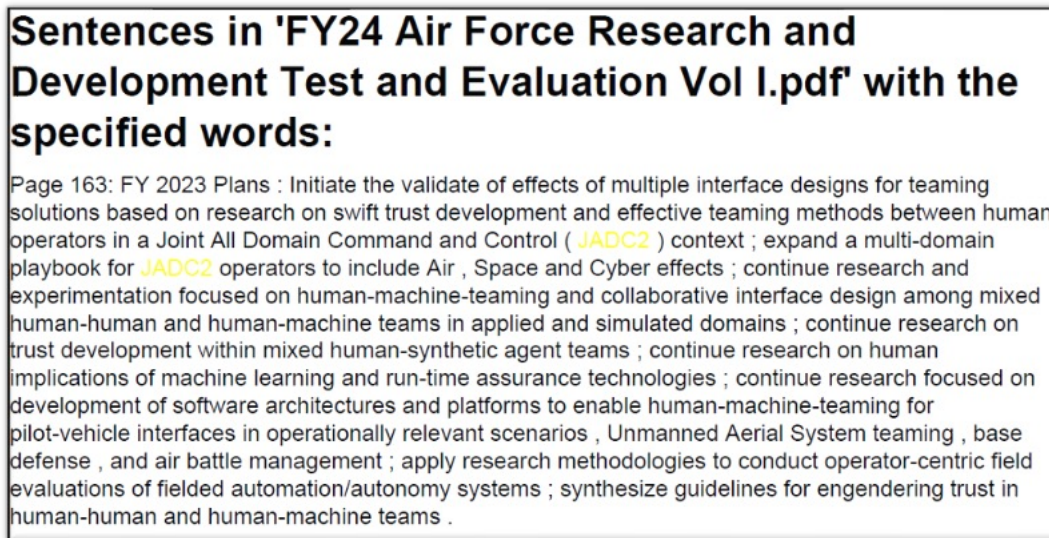 Sentences in 'FY24 Air Force Research and
Development Test and Evaluation Vol I.pdf' with the
specified words:
Page 163: FY 2023 Plans : Initiate the validate of effects of multiple interface designs for teaming
solutions based on research on swift trust development and effective teaming methods between human
operators in a Joint All Domain Command and Control ( JADC2 ) context ; expand a multi-domain
playbook for JADC2 operators to include Air , Space and Cyber effects ; continue research and
experimentation focused on human-machine-teaming and collaborative interface design among mixed
human-human and human-machine teams in applied and simulated domains ; continue research on
trust development within mixed human-synthetic agent teams ; continue research on human
implications of machine learning and run-time assurance technologies ; continue research focused on
development of software architectures and platforms to enable human-machine-teaming for
pilot-vehicle interfaces in operationally relevant scenarios , Unmanned Aerial System teaming , base
defense , and air battle management ; apply research methodologies to conduct operator-centric field
evaluations of fielded automation/autonomy systems ; synthesize guidelines for engendering trust in
human-human and human-machine teams .